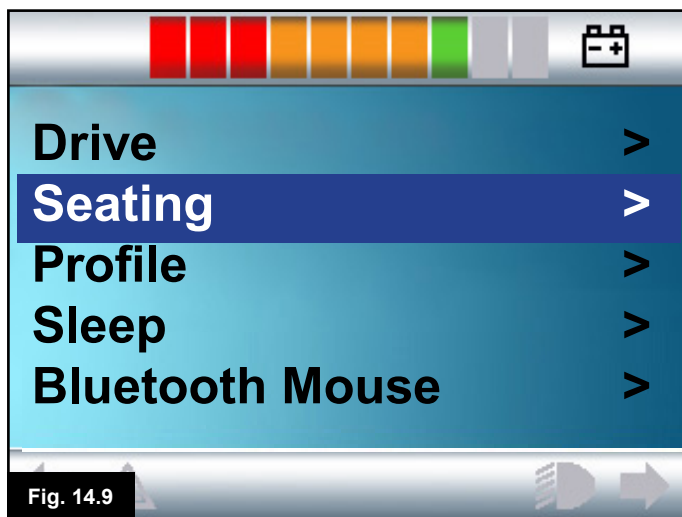 Drive >
Seating >
Profile >
Sleep >
Bluetooth Mouse >
Fig. 14.9